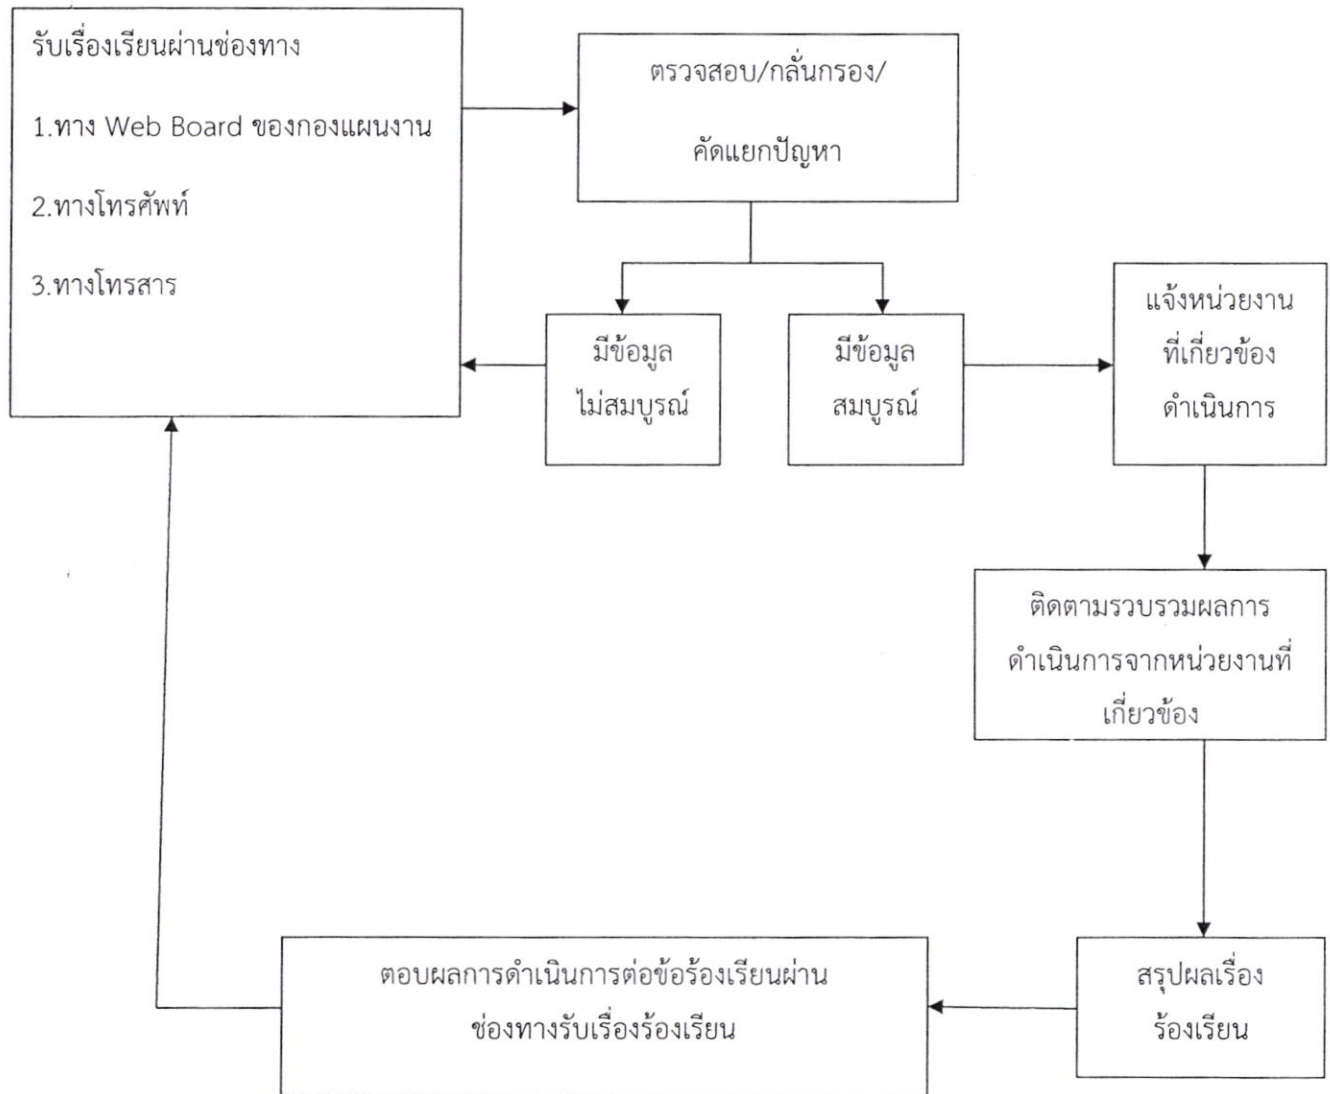 รับเรื่องเรียนผ่านช่องทาง
1.ทาง Web Board ของกองแผนงาน
2.ทางโทรศัพท์
3.ทางโทรสาร
ตรวจสอบ/กลั่นกรอง/
คัดแยกปัญหา
มีข้อมูล
ไม่สมบูรณ์
มีข้อมูล
สมบูรณ์
แจ้งหน่วยงาน
ที่เกี่ยวข้อง
ดำเนินการ
ติดตามรวบรวมผลการ
ดำเนินการจากหน่วยงานที่
เกี่ยวข้อง
สรุปผลเรื่อง
ร้องเรียน
ตอบผลการดำเนินการต่อข้อร้องเรียนผ่าน
ช่องทางรับเรื่องร้องเรียน